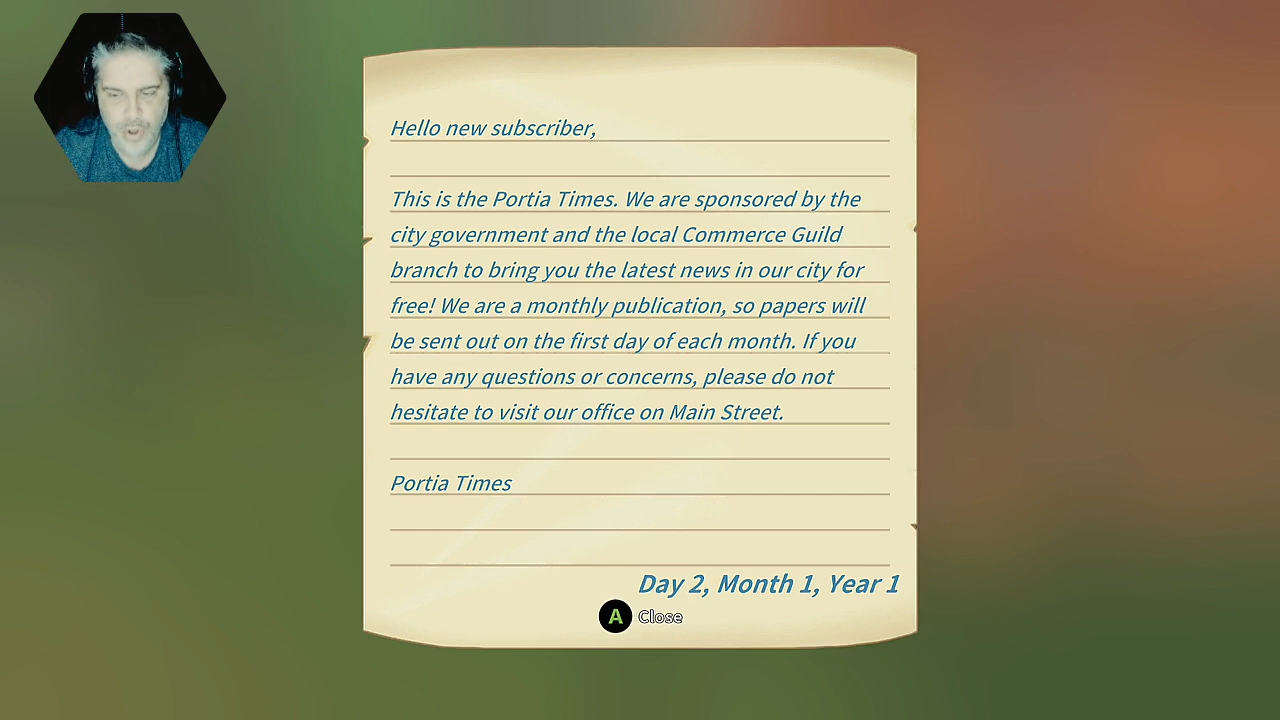 Hello new subscriber,
This is the Portia Times. We are sponsored by the
city government and the local Commerce Guild
branch to bring you the latest news in our city for
free! We are a monthly publication, so papers will
be sent out on the first day of each month. If you
have any questions or concerns, please do not
hesitate to visit our office on Main Street.
Portia Times
Day 2, Month 1, Year 1
A Close